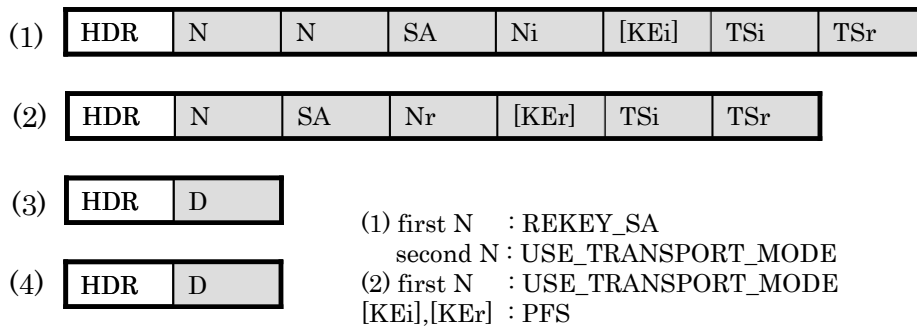 (1) HDR N N SA Ni [KEi] TSi TSr
(2) HDR N SA Nr [KEr] TSi TSr
(3) HDR D
(4) HDR D
(1) first N : REKEY_SA
second N : USE_TRANSPORT_MODE
(2) first N : USE_TRANSPORT_MODE
[KEi],[KEr] : PFS